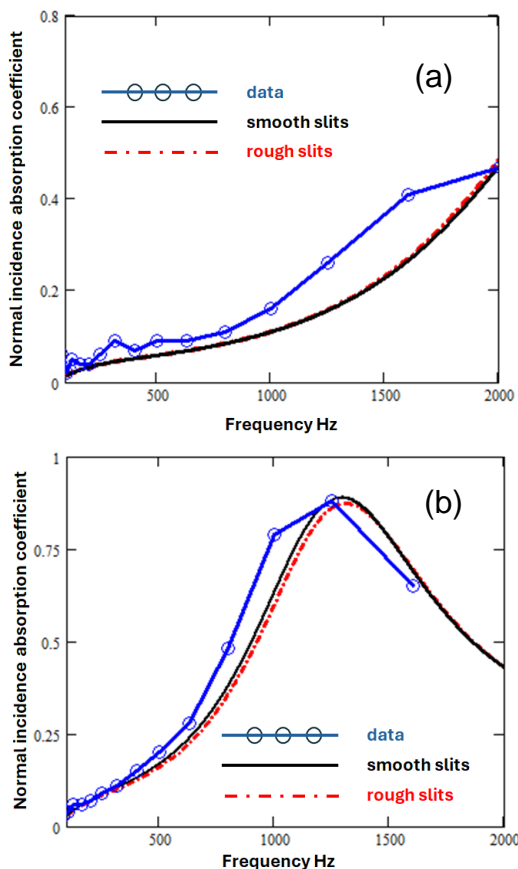 Normal incidence absorption coefficient
0.8
0.6
0.4
0.2
0
(a)
data
smooth slits
rough slits
500
1000
1500
2000
Frequency Hz
Normal incidence absorption coefficient
1
0.75
0.5
0.25
0
(b)
data
smooth slits
rough slits
500
1000
1500
2000
Frequency Hz